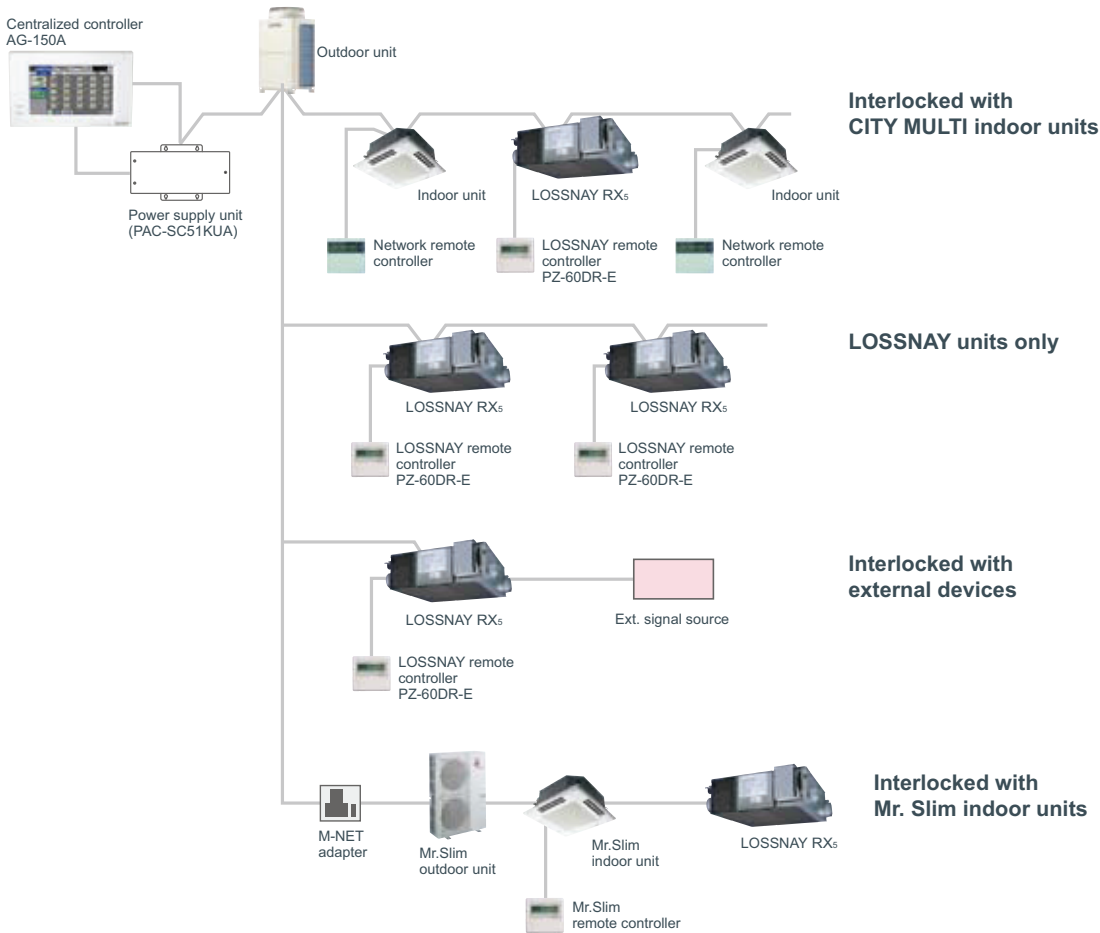 Centralized controller
AG-150A
Outdoor unit
Power supply unit
(PAC-SC51KUA)
Interlocked with
CITY MULTI indoor units
Indoor unit
LOSSNAY RX5
Indoor unit
Network remote
controller
LOSSNAY remote
controller
PZ-60DR-E
Network remote
controller
LOSSNAY units only
LOSSNAY RX5
LOSSNAY RX5
LOSSNAY remote
controller
PZ-60DR-E
LOSSNAY remote
controller
PZ-60DR-E
Interlocked with
external devices
LOSSNAY RX5
Ext. signal source
LOSSNAY remote
controller
PZ-60DR-E
Interlocked with
Mr. Slim indoor units
M-NET
adapter
Mr.Slim
outdoor unit
Mr.Slim
indoor unit
LOSSNAY RX5
Mr.Slim
remote controller